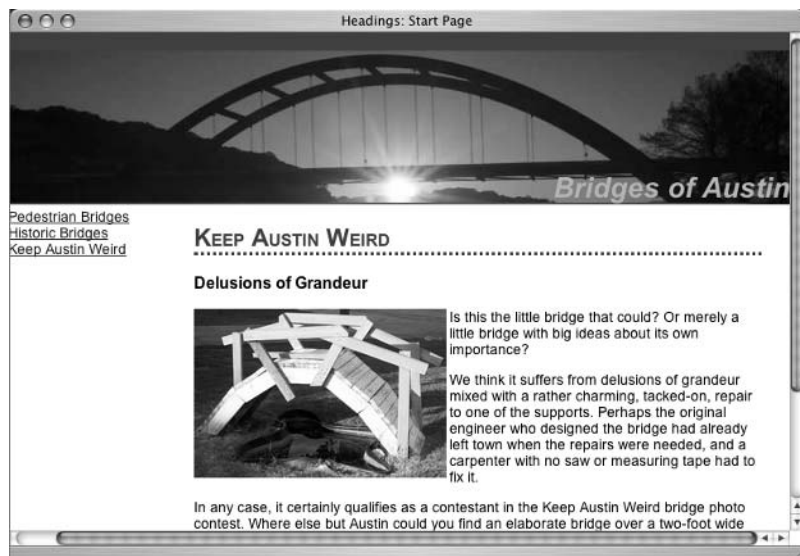 Headings: Start Page
Bridges of Austin
Pedestrian Bridges
Historic Bridges
Keep Austin Weird
KEEP AUSTIN WEIRD
Delusions of Grandeur
Is this the little bridge that could? Or merely a
little bridge with big ideas about its own
importance?
We think it suffers from delusions of grandeur
mixed with a rather charming, tacked-on, repair
to one of the supports. Perhaps the original
engineer who designed the bridge had already
left town when the repairs were needed, and a
carpenter with no saw or measuring tape had to
fix it.
In any case, it certainly qualifies as a contestant in the Keep Austin Weird bridge photo
contest. Where else but Austin could you find an elaborate bridge over a two-foot wide